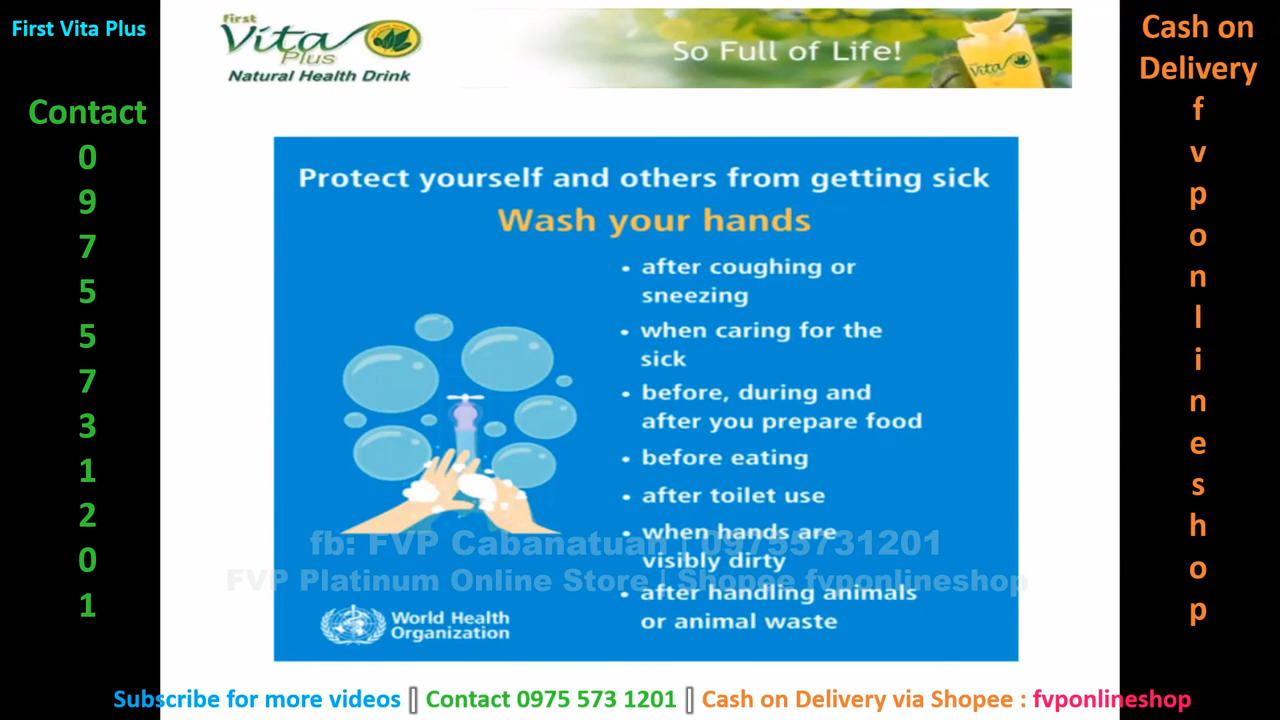 First Vita Plus
Contact
0
9
7
5
5
7
3
1
2
0
1
first
Vita
Plus
Natural Health Drink
So Full of Life!
Vita
Protect yourself and others from getting sick
Wash your hands
• after coughing or
sneezing
• when caring for the
sick
• before, during and
after you prepare food
• before eating
• after toilet use
• when hands are
visibly dirty
• after handling animals
or animal waste
fb: FVP Cabanatuan | 09755731201
FVP Platinum Online Store | Shopee fvponlineshop
World Health
Organization
Cash on
Delivery
f
v
p
o
n
l
i
n
e
s
h
o
p
Subscribe for more videos || Contact 0975 573 1201 || Cash on Delivery via Shopee : fvponlineshop